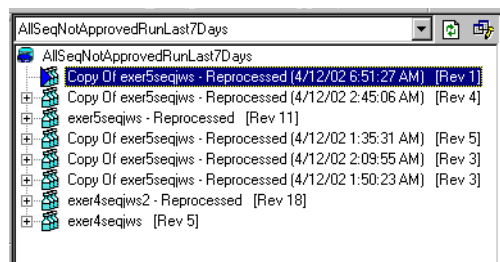 AllSeqNotApprovedRunLast7Days
AllSeqNotApprovedRunLast7Days
Copy Of exer5seqjws - Reprocessed (4/12/02 6:51:27 AM) [Rev 1]
Copy Of exer5seqjws - Reprocessed (4/12/02 2:45:06 AM) [Rev 4]
exer5seqjws - Reprocessed [Rev 11]
Copy Of exer5seqjws - Reprocessed (4/12/02 1:35:31 AM) [Rev 5]
Copy Of exer5seqjws - Reprocessed (4/12/02 2:09:55 AM) [Rev 3]
Copy Of exer5seqjws - Reprocessed (4/12/02 1:50:23 AM) [Rev 3]
exer4seqjws2 - Reprocessed [Rev 18]
exer4seqjws [Rev 5]